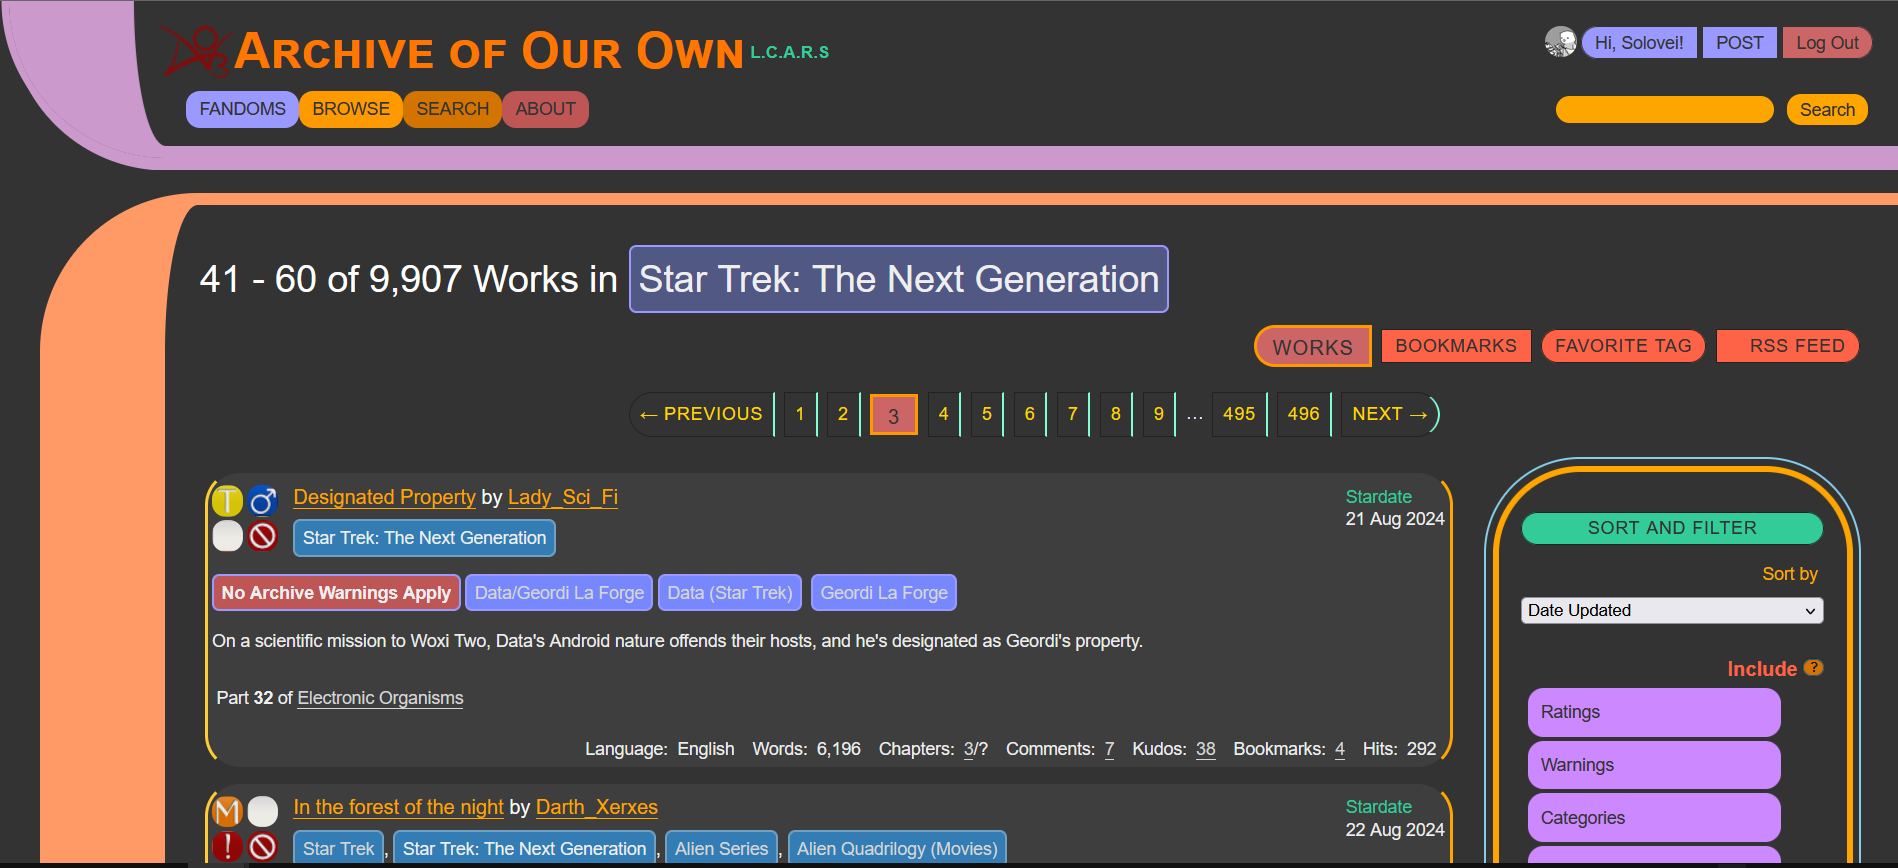 ARCHIVE OF OUR OWN L.C.A.R.S
Hi, Solovei! POST Log Out
FANDOMS BROWSE SEARCH ABOUT
Search
41 - 60 of 9,907 Works in Star Trek: The Next Generation
WORKS BOOKMARKS FAVORITE TAG RSS FEED
← PREVIOUS 1 2 3 4 5 6 7 8 9 … 495 496 NEXT →
T Designated Property by Lady_Sci_Fi
Stardate
21 Aug 2024
Star Trek: The Next Generation
No Archive Warnings Apply Data/Geordi La Forge Data (Star Trek) Geordi La Forge
On a scientific mission to Woxi Two, Data's Android nature offends their hosts, and he's designated as Geordi's property.
Part 32 of Electronic Organisms
Language: English Words: 6,196 Chapters: 3/? Comments: 7 Kudos: 38 Bookmarks: 4 Hits: 292
M In the forest of the night by Darth_Xerxes
Stardate
22 Aug 2024
! Star Trek, Star Trek: The Next Generation, Alien Series, Alien Quadrilogy (Movies)
SORT AND FILTER
Sort by
Date Updated
Include ?
Ratings
Warnings
Categories